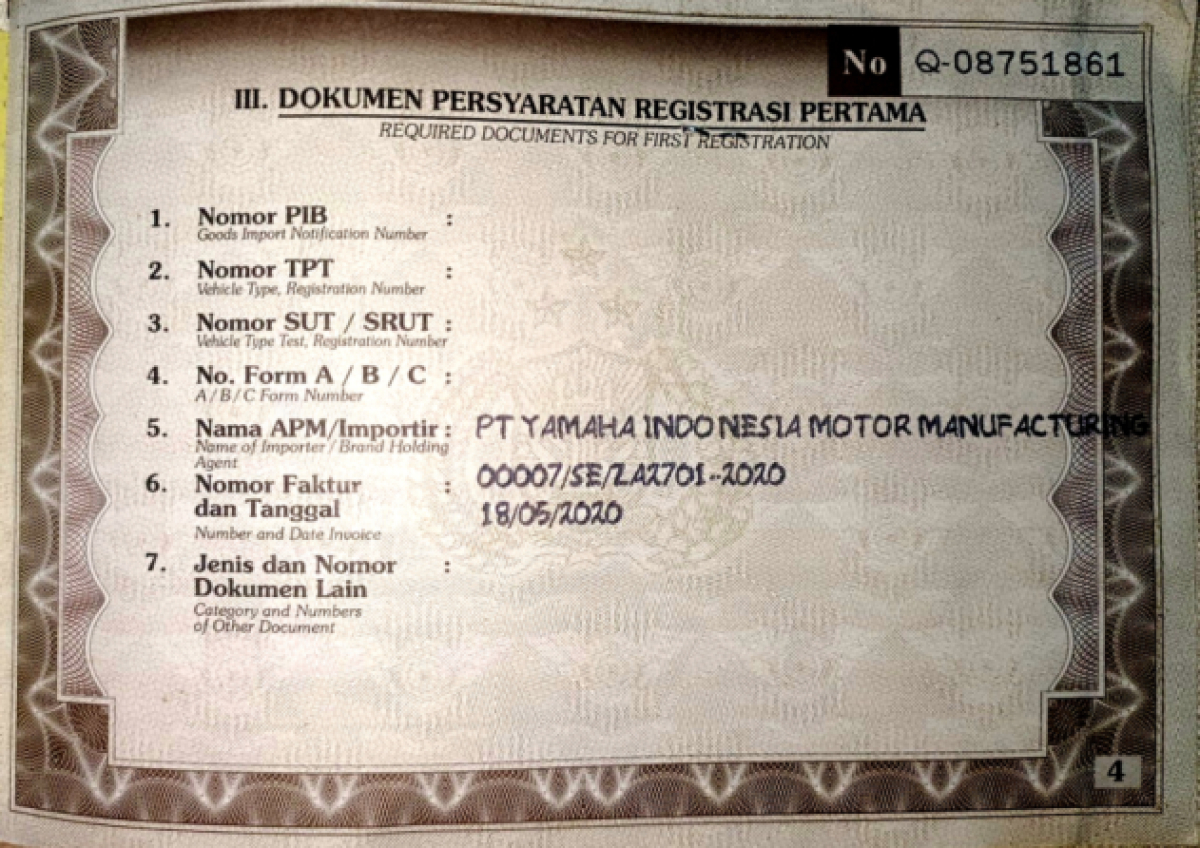 No Q-08751861
III. DOKUMEN PERSYARATAN REGISTRASI PERTAMA
REQUIRED DOCUMENTS FOR FIRST REGISTRATION
1. Nomor PIB :
Goods Import Notification Number
2. Nomor TPT :
Vehicle Type, Registration Number
3. Nomor SUT / SRUT :
Vehicle Type Test, Registration Number
4. No. Form A / B / C :
A / B / C Form Number
5. Nama APM/Importir : PT YAMAHA INDONESIA MOTOR MANUFACTURING
Name of Importer / Brand Holding
Agent
6. Nomor Faktur : 00007/SE/ZA2701--2020
dan Tanggal 18/05/2020
Number and Date Invoice
7. Jenis dan Nomor :
Dokumen Lain
Category and Numbers
of Other Document
4